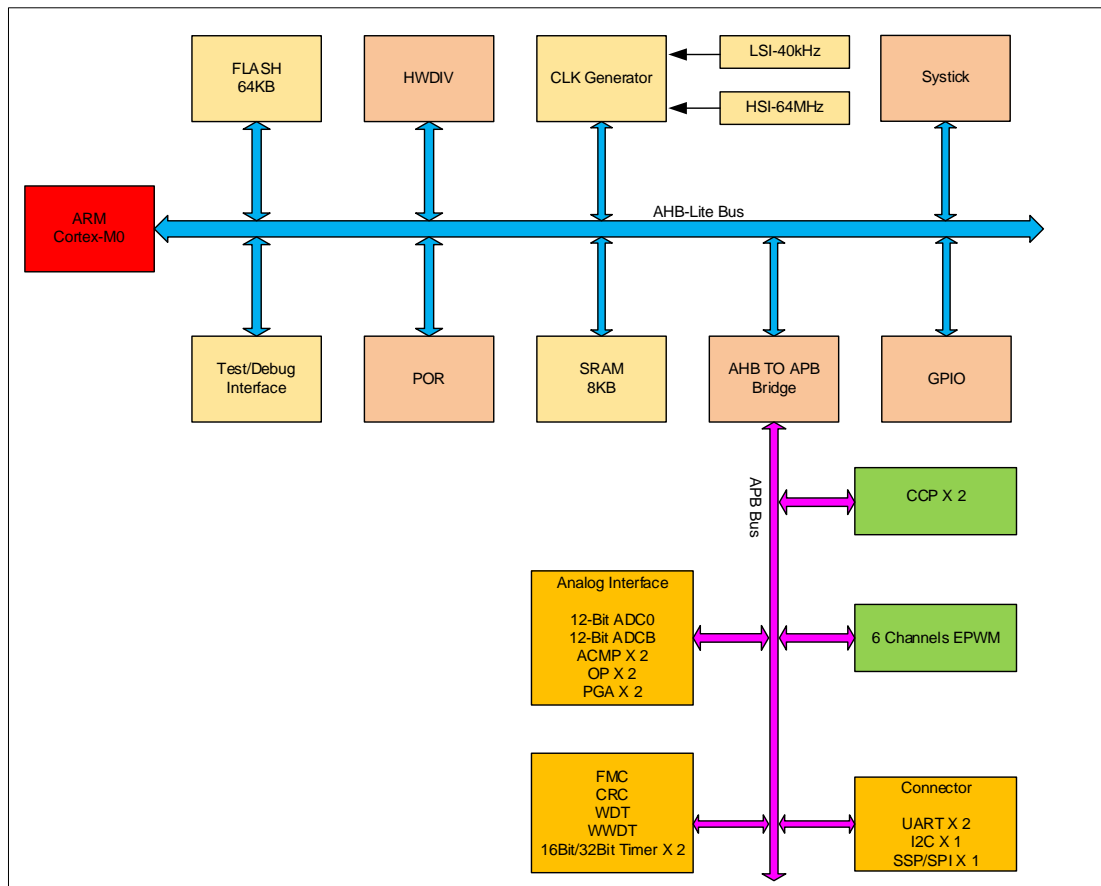 FLASH
64KB
HWDIV
CLK Generator
LSI-40kHz
HSI-64MHz
Systick
ARM
Cortex-M0
AHB-Lite Bus
Test/Debug
Interface
POR
SRAM
8KB
AHB TO APB
Bridge
GPIO
APB Bus
CCP X 2
Analog Interface
12-Bit ADC0
12-Bit ADCB
ACMP X 2
OP X 2
PGA X 2
6 Channels EPWM
FMC
CRC
WDT
WWDT
16Bit/32Bit Timer X 2
Connector
UART X 2
I2C X 1
SSP/SPI X 1